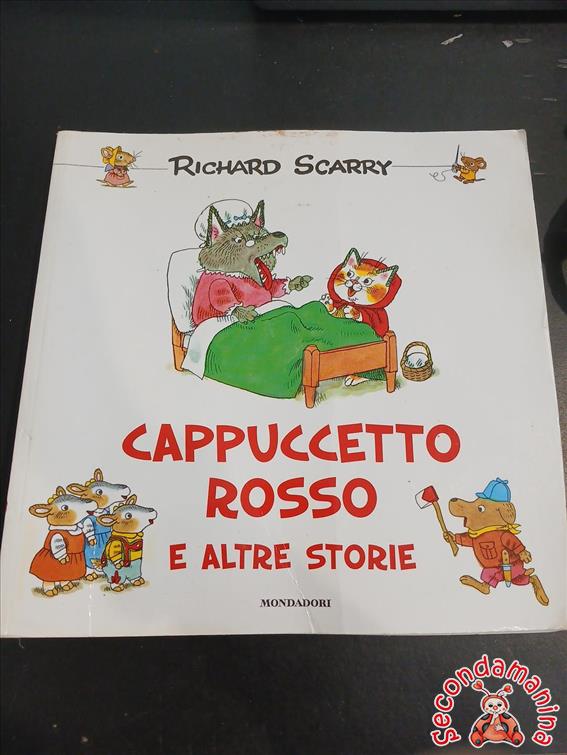 RICHARD SCARRY
CAPPUCCETTO
ROSSO
E ALTRE STORIE
MONDADORI
Secondamanina